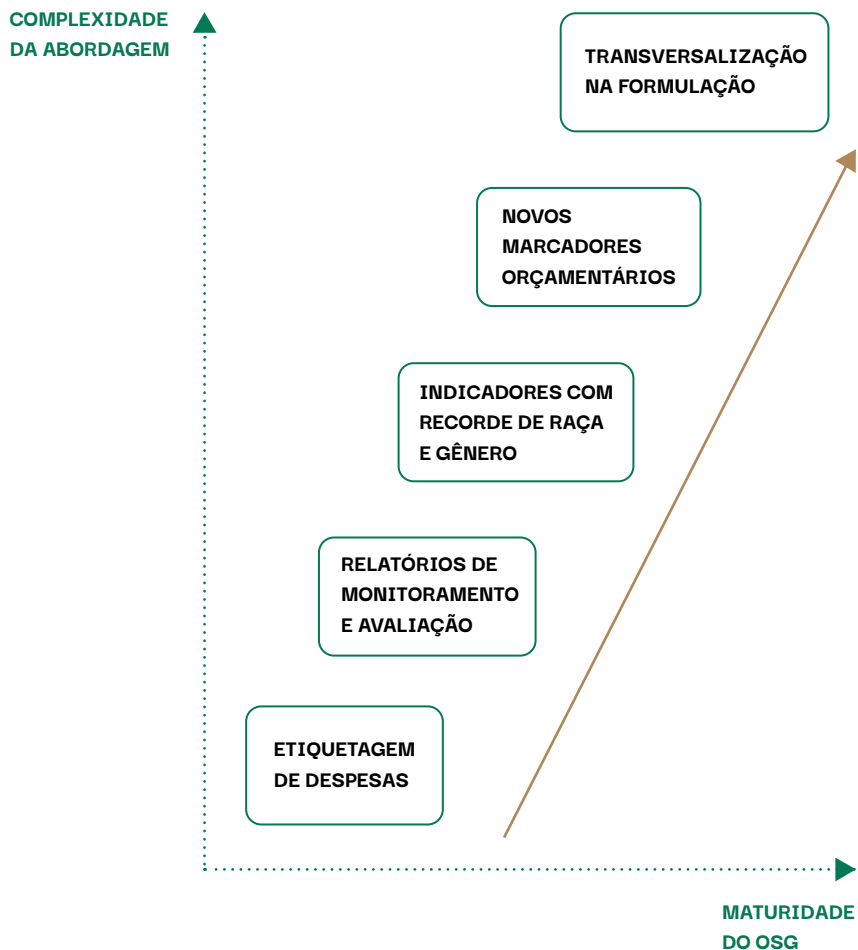 COMPLEXIDADE
DA ABORDAGEM
TRANSVERSALIZAÇÃO
NA FORMULAÇÃO
NOVOS
MARCADORES
ORÇAMENTÁRIOS
INDICADORES COM
RECORDE DE RAÇA
E GÊNERO
RELATÓRIOS DE
MONITORAMENTO
E AVALIAÇÃO
ETIQUETAGEM
DE DESPESAS
MATURIDADE
DO OSG